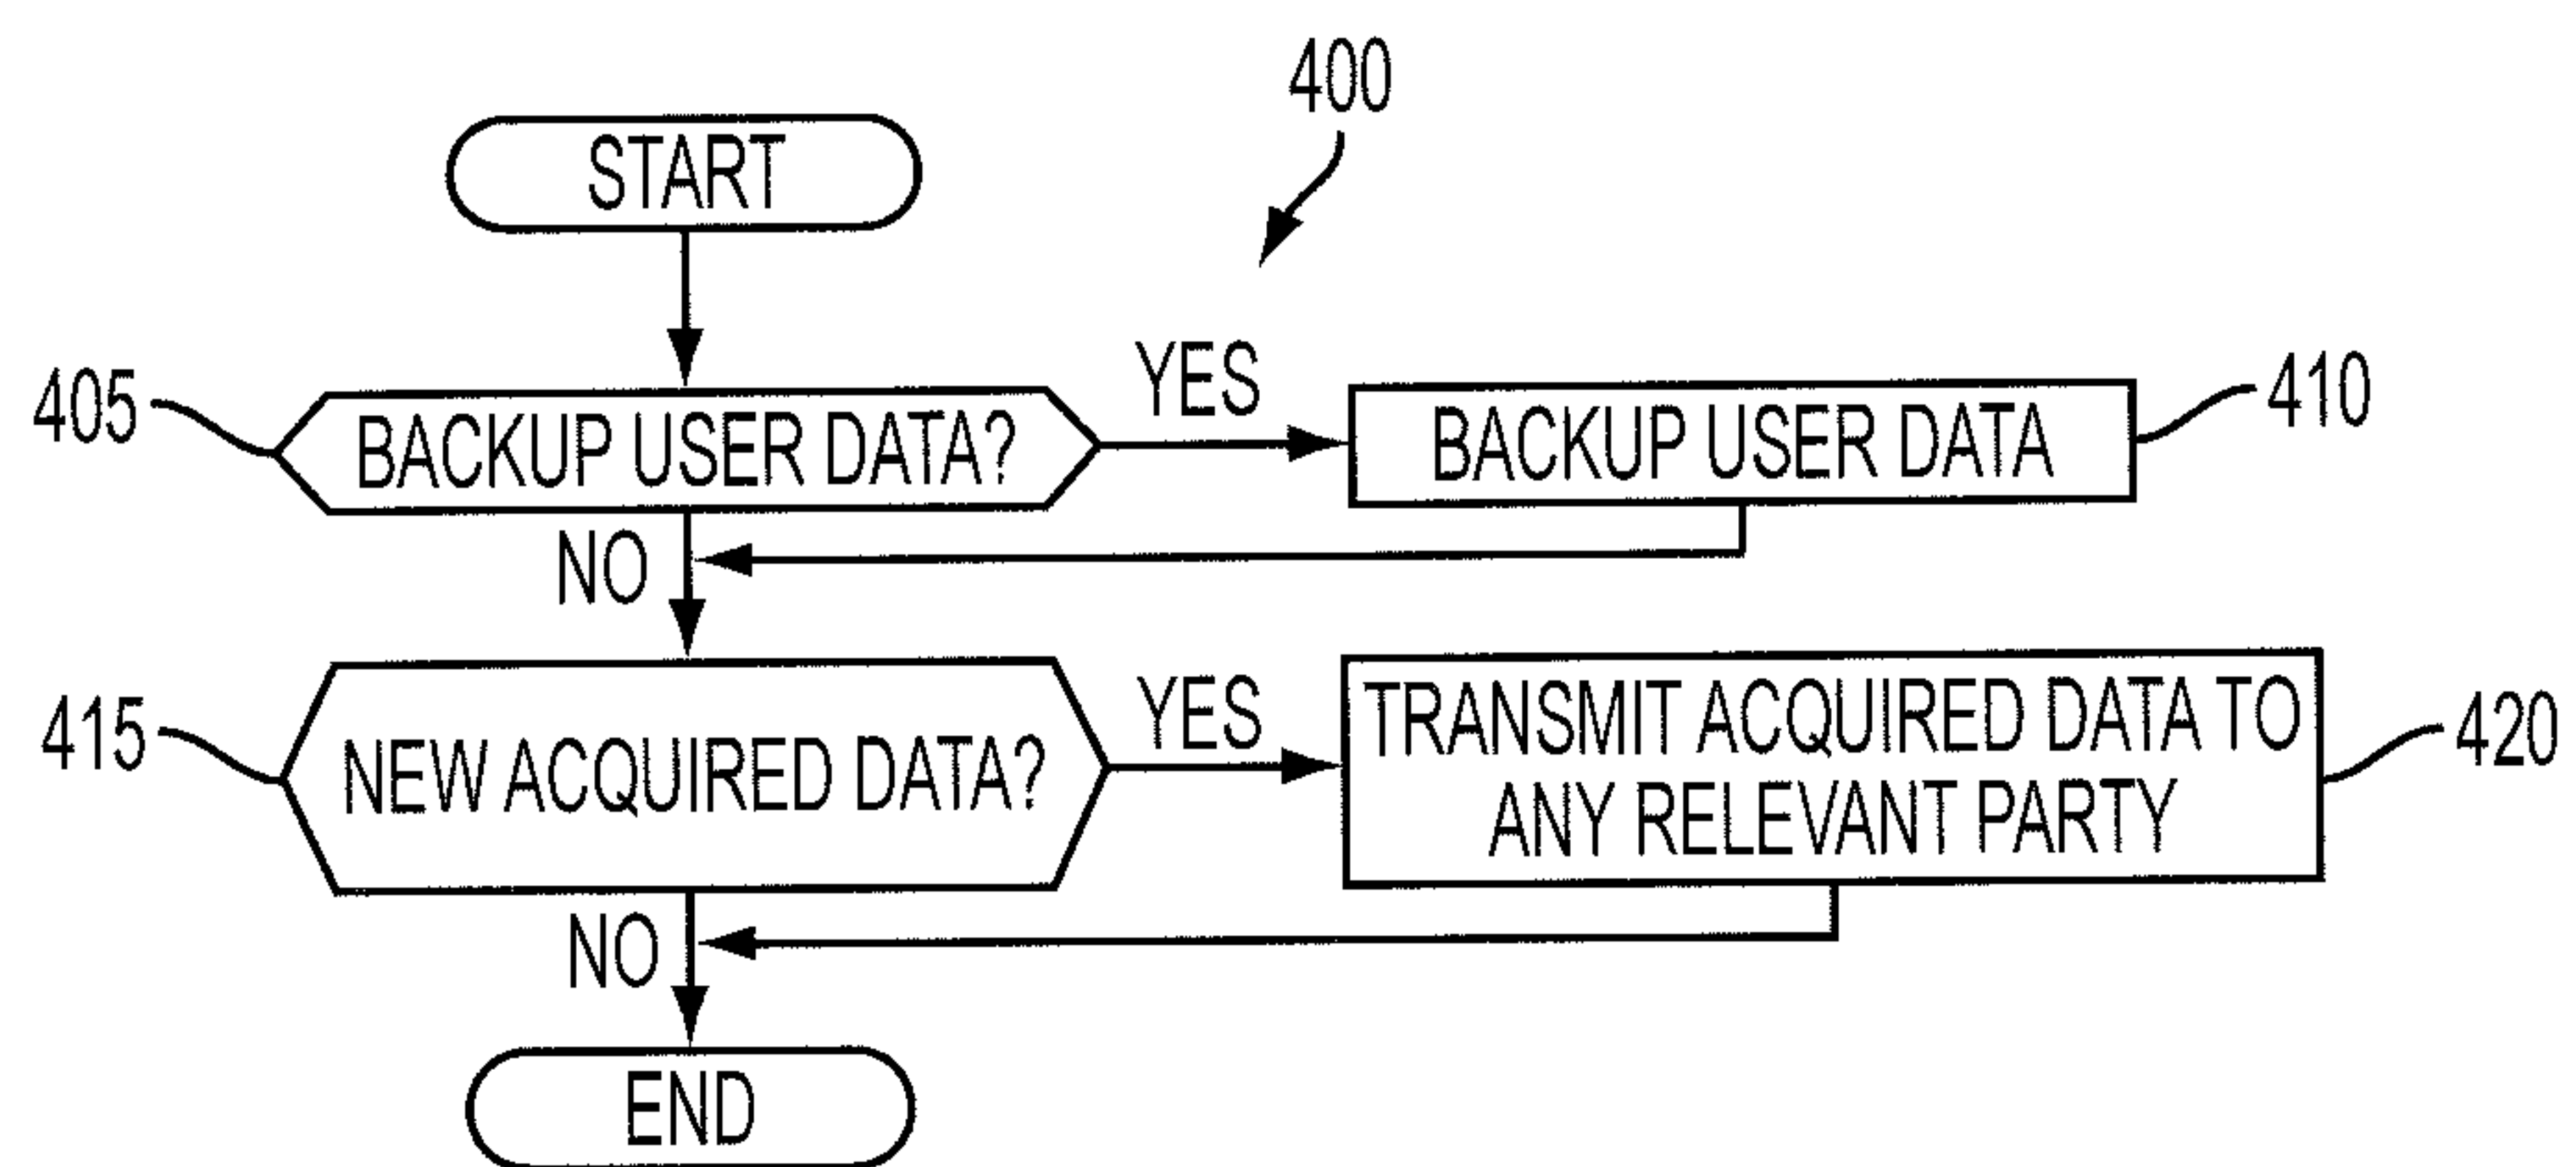 400
START
405
BACKUP USER DATA?
YES
BACKUP USER DATA
410
NO
415
NEW ACQUIRED DATA?
YES
TRANSMIT ACQUIRED DATA TO
ANY RELEVANT PARTY
420
NO
END